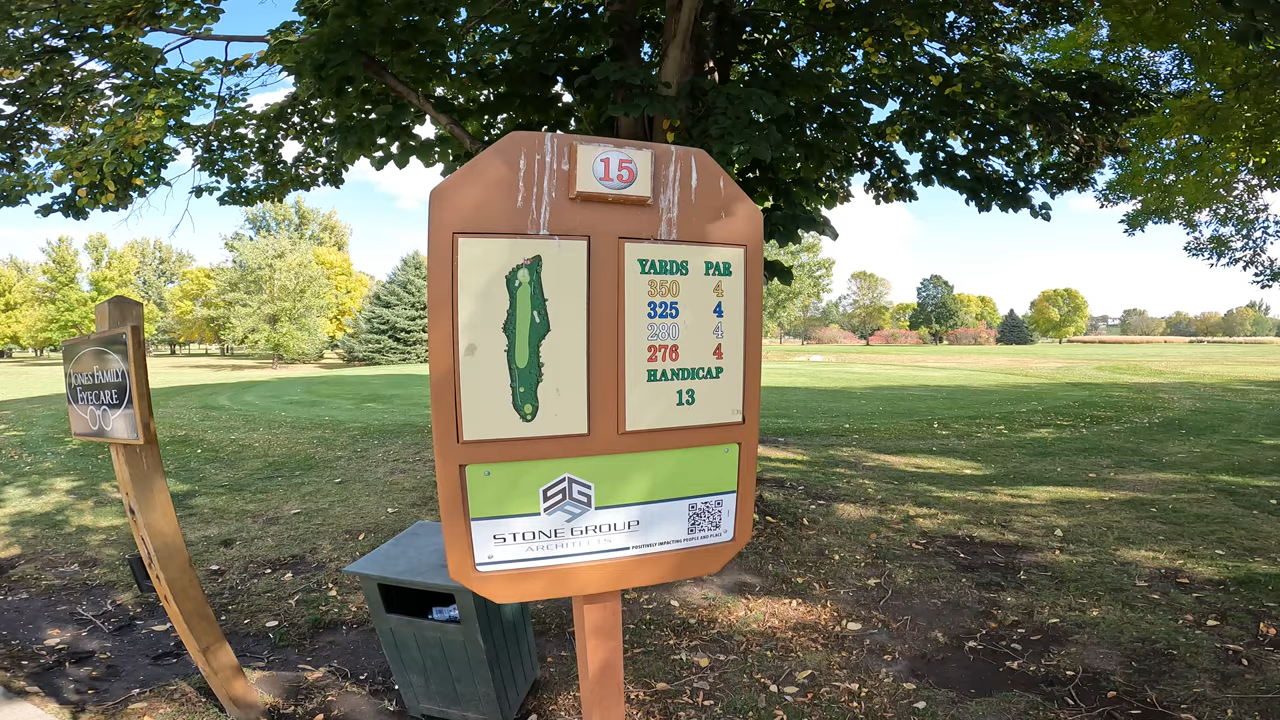 15
YARDS PAR
350 4
325 4
280 4
276 4
HANDICAP
13
JONES FAMILY
EYECARE
SGA
STONE GROUP
ARCHITECTS
POSITIVELY IMPACTING PEOPLE AND PLACE